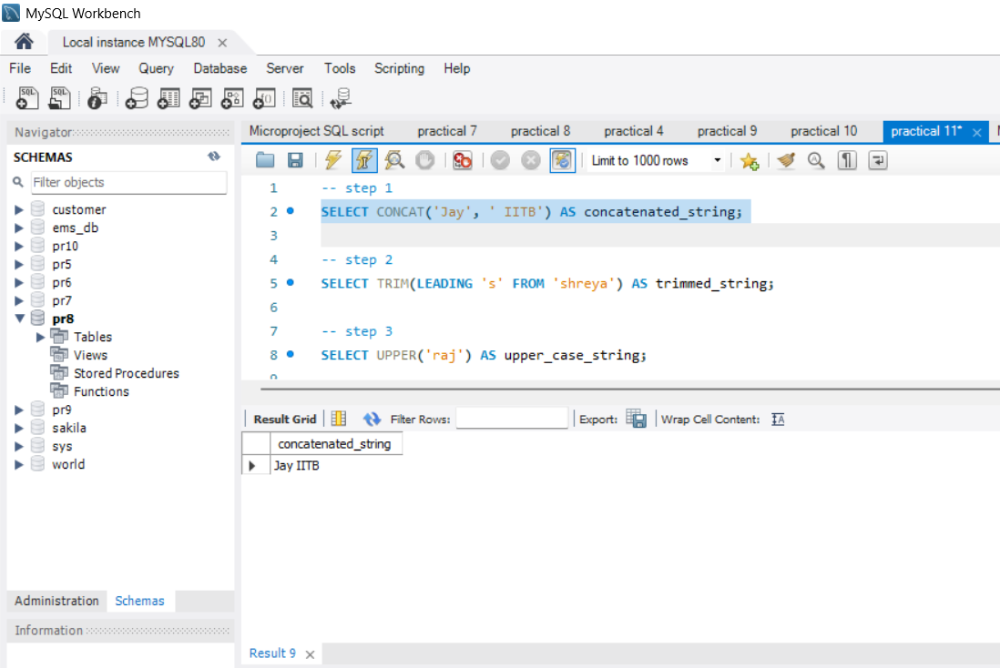 MySQL Workbench
Local instance MYSQL80
File Edit View Query Database Server Tools Scripting Help
Navigator
SCHEMAS
Filter objects
customer
ems_db
pr10
pr5
pr6
pr7
pr8
Tables
Views
Stored Procedures
Functions
pr9
sakila
sys
world
Administration Schemas
Information
Microproject SQL script practical 7 practical 8 practical 4 practical 9 practical 10 practical 11*
Limit to 1000 rows
1 -- step 1
2 SELECT CONCAT('Jay', ' IITB') AS concatenated_string;
3
4 -- step 2
5 SELECT TRIM(LEADING 's' FROM 'shreya') AS trimmed_string;
6
7 -- step 3
8 SELECT UPPER('raj') AS upper_case_string;
Result Grid Filter Rows: Export: Wrap Cell Content:
concatenated_string
Jay IITB
Result 9